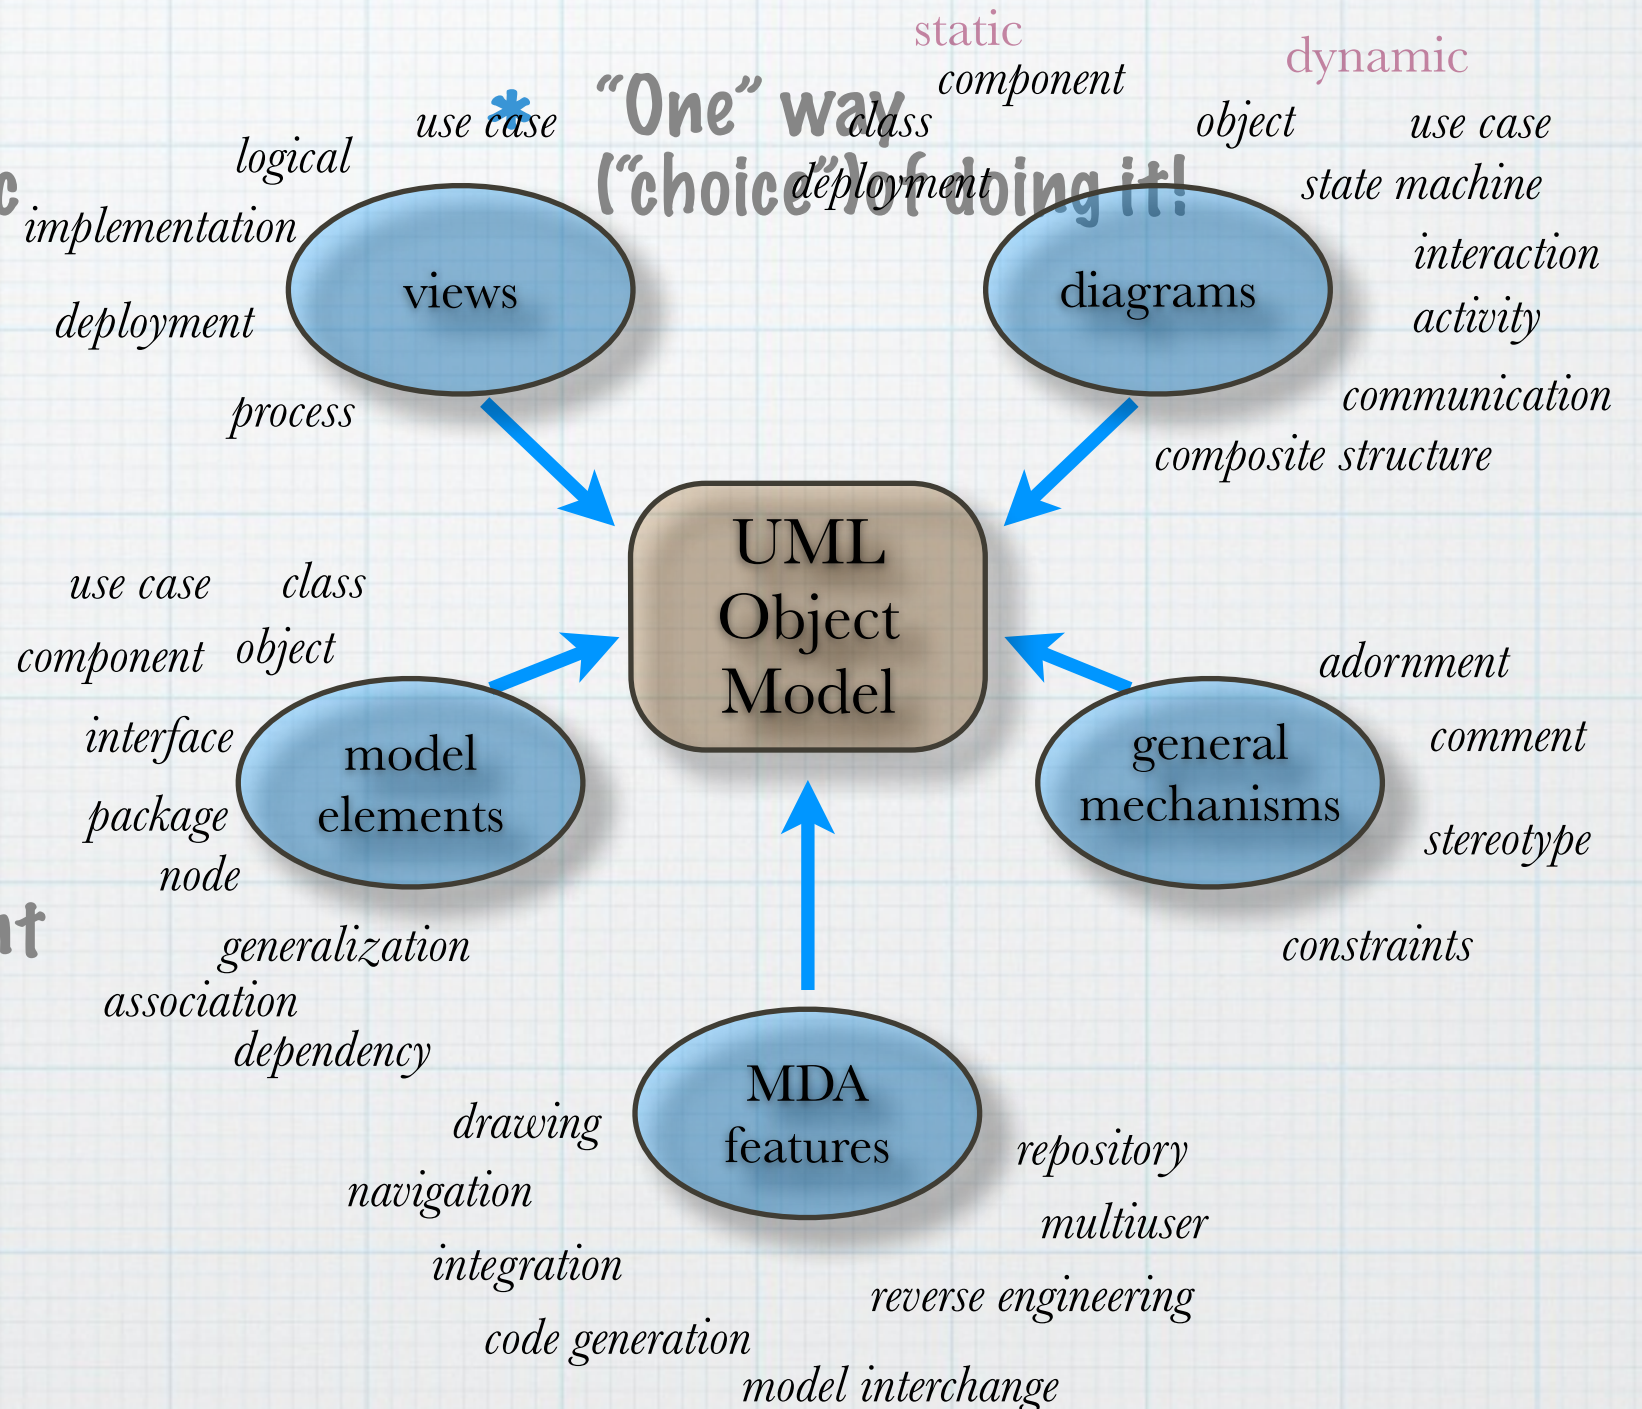 static
dynamic
component
“One” way
class
object
use case
*
use case
logical
(“choice”)of doing it!
deployment
state machine
c
implementation
views
diagrams
interaction
deployment
activity
process
communication
composite structure
UML
Object
Model
use case
class
component
object
adornment
interface
model
elements
general
mechanisms
comment
package
stereotype
node
nt
generalization
constraints
association
dependency
MDA
features
drawing
repository
navigation
multiuser
integration
reverse engineering
code generation
model interchange